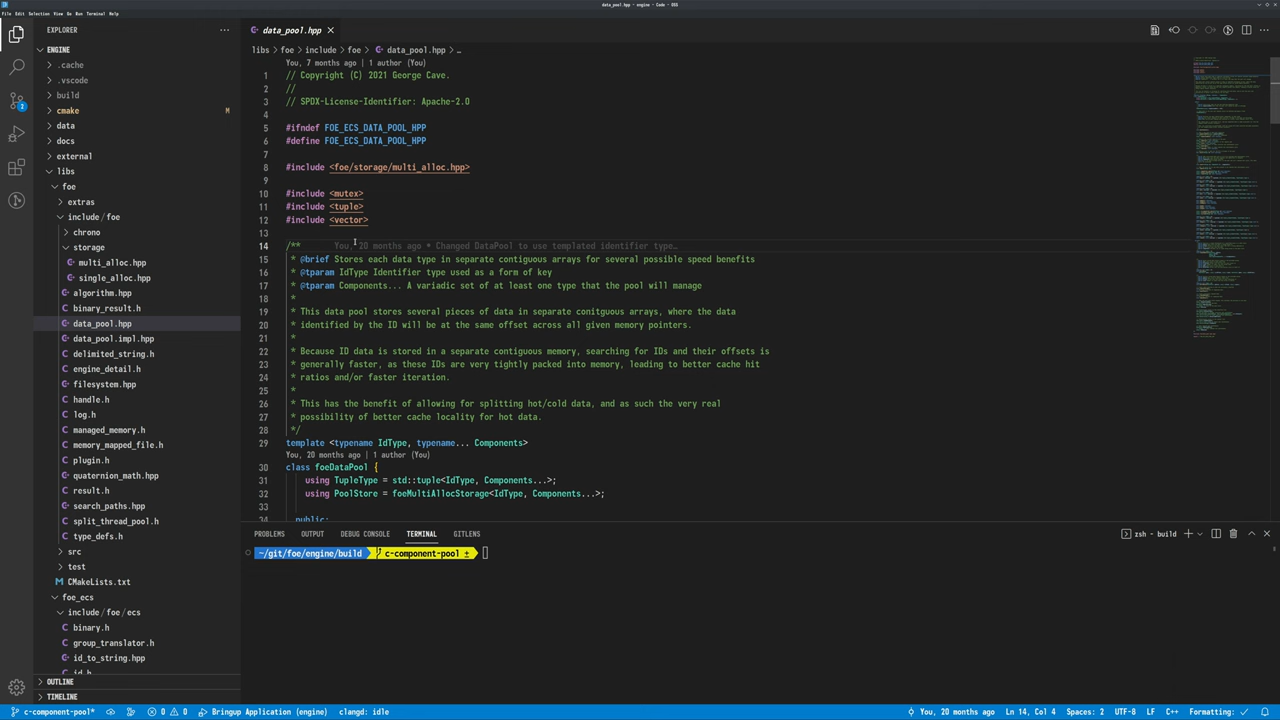 data_pool.hpp - engine - Code - OSS
File Edit Selection View Go Run Terminal Help
EXPLORER
ENGINE
.cache
.vscode
build
cmake M
data
docs
external
libs
foe
extras
include / foe
chrono
storage
multi_alloc.hpp
single_alloc.hpp
algorithm.hpp
binary_result.h
data_pool.hpp
data_pool.impl.hpp
delimited_string.h
engine_detail.h
filesystem.hpp
handle.h
log.h
managed_memory.h
memory_mapped_file.h
plugin.h
quaternion_math.hpp
result.h
search_paths.hpp
split_thread_pool.h
type_defs.h
src
test
CMakeLists.txt
foe_ecs
include / foe / ecs
binary.h
group_translator.h
id_to_string.hpp
id.h
OUTLINE
TIMELINE
2
data_pool.hpp
libs > foe > include > foe > data_pool.hpp > …
You, 7 months ago | 1 author (You)
1 // Copyright (C) 2021 George Cave.
2 //
3 // SPDX-License-Identifier: Apache-2.0
4
5 #ifndef FOE_ECS_DATA_POOL_HPP
6 #define FOE_ECS_DATA_POOL_HPP
7
8 #include <foe/storage/multi_alloc.hpp>
9
10 #include <mutex>
11 #include <tuple>
12 #include <vector>
13
14 /** You, 20 months ago • Changed DataPool to use templated identifier type…
15 * @brief Stores each data type in separate contiguous arrays for several possible speed benefits
16 * @tparam IdType Identifier type used as a form of key
17 * @tparam Components... A variadic set of at least one type that the pool will manage
18 *
19 * This data pool stores several pieces of data in separate conitguous arrays, where the data
20 * identified by the ID will be at the same offset across all given memory pointers.
21 *
22 * Because ID data is stored in a separate contiguous memory, searching for IDs and their offsets is
23 * generally faster, as these IDs are very tightly packed into memory, leading to better cache hit
24 * ratios and/or faster iteration.
25 *
26 * This has the benefit of allowing for splitting hot/cold data, and as such the very real
27 * possibility of better cache locality for hot data.
28 */
29 template <typename IdType, typename... Components>
You, 20 months ago | 1 author (You)
30 class foeDataPool {
31 using TupleType = std::tuple<IdType, Components...>;
32 using PoolStore = foeMultiAllocStorage<IdType, Components...>;
33
34 public:
PROBLEMS OUTPUT DEBUG CONSOLE TERMINAL GITLENS
zsh - build
~/git/foe/engine/build c-component-pool ±
c-component-pool* 0 0 Bringup Application (engine) clangd: idle You, 20 months ago Ln 14, Col 4 Spaces: 2 UTF-8 LF C++ Formatting: ✓